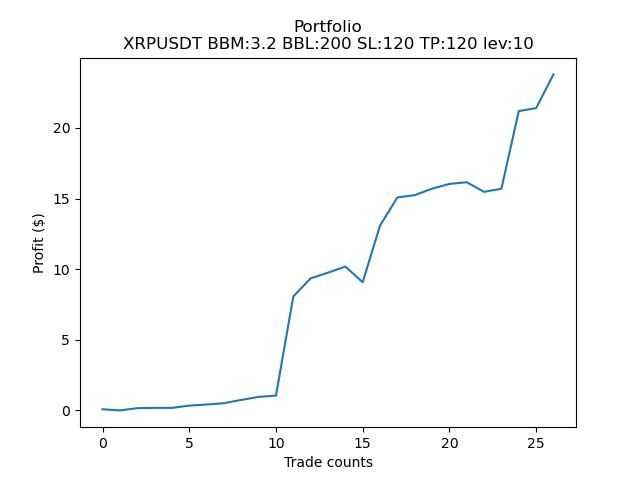 Portfolio
XRPUSDT BBM:3.2 BBL:200 SL:120 TP:120 lev:10
Profit ($)
20
15
10
5
0
0 5 10 15 20 25
Trade counts